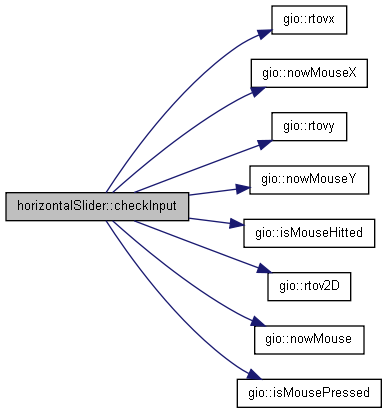 gio::rtovx
gio::nowMouseX
gio::rtovy
gio::nowMouseY
horizontalSlider::checkInput
gio::isMouseHitted
gio::rtov2D
gio::nowMouse
gio::isMousePressed